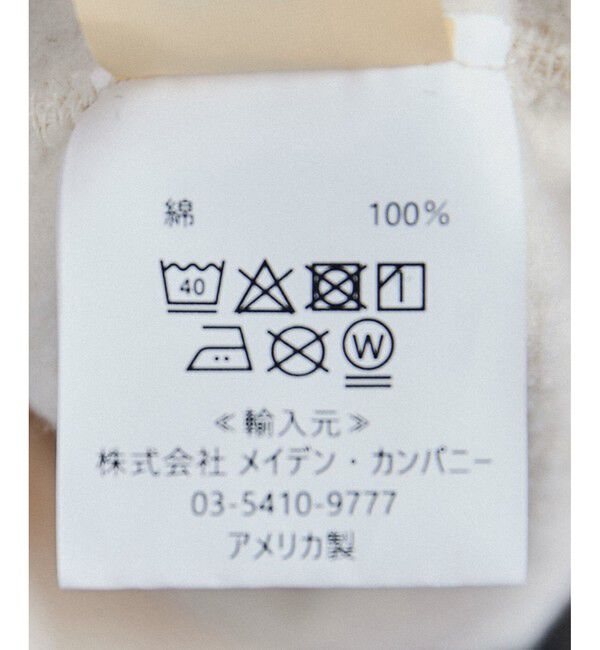 綿 100%
40
W
≪輸入元≫
株式会社 メイデン・カンパニー
03-5410-9777
アメリカ製